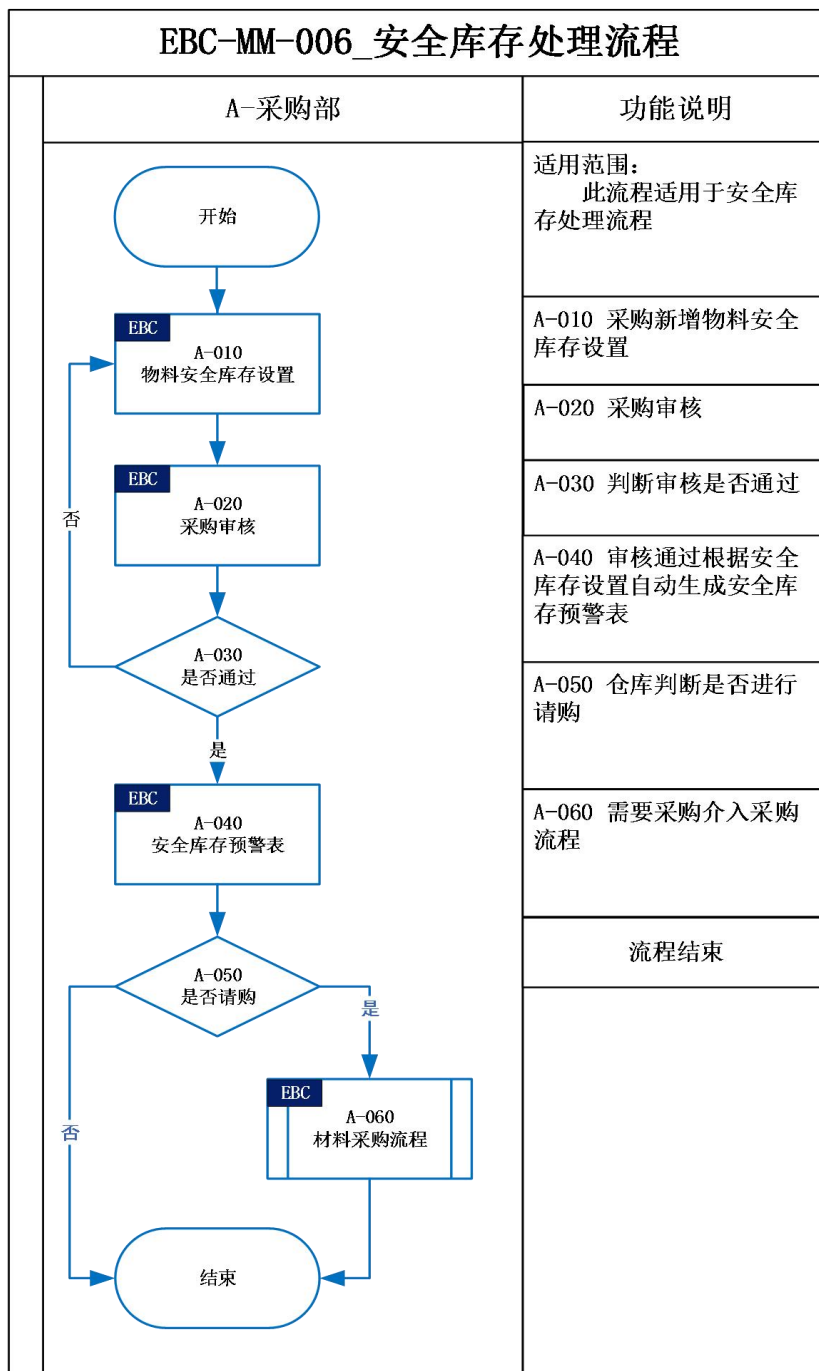 EBC-MM-006_安全库存处理流程
A-采购部
功能说明
开始
EBC
A-010
物料安全库存设置
EBC
A-020
采购审核
否
A-030
是否通过
是
EBC
A-040
安全库存预警表
A-050
是否请购
是
否
EBC
A-060
材料采购流程
结束
适用范围:
此流程适用于安全库
存处理流程
A-010 采购新增物料安全
库存设置
A-020 采购审核
A-030 判断审核是否通过
A-040 审核通过根据安全
库存设置自动生成安全库
存预警表
A-050 仓库判断是否进行
请购
A-060 需要采购介入采购
流程
流程结束